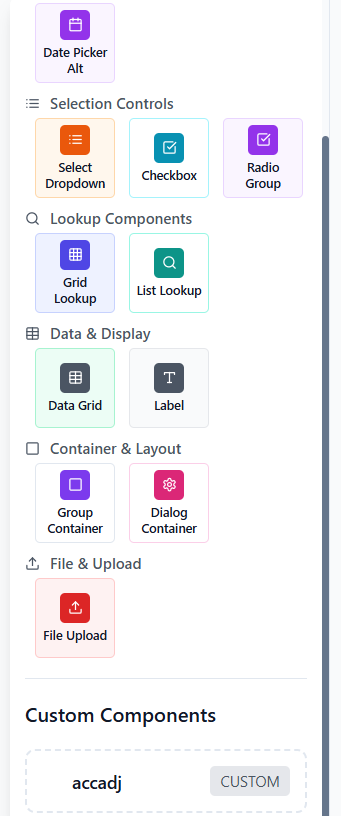 Date Picker
Alt
Selection Controls
Select
Dropdown
Checkbox
Radio
Group
Lookup Components
Grid
Lookup
List Lookup
Data & Display
Data Grid
Label
Container & Layout
Group
Container
Dialog
Container
File & Upload
File Upload
Custom Components
accadj
CUSTOM